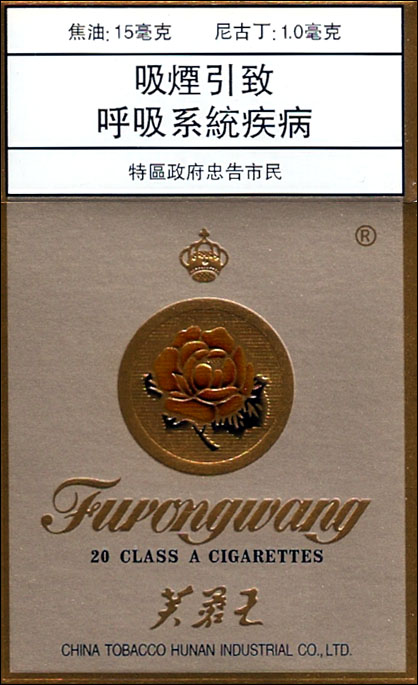 焦油: 15毫克 尼古丁: 1.0毫克
吸煙引致
呼吸系統疾病
特區政府忠告市民
®
Furongwang
20 CLASS A CIGARETTES
芙蓉王
CHINA TOBACCO HUNAN INDUSTRIAL CO., LTD.